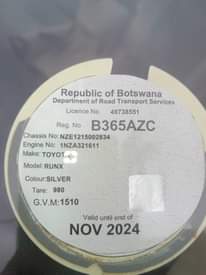 Republic of Botswana
Department of Road Transport Services
Licence No 49738551
Reg. No B365AZC
Chassis No: NZE1215002834
Engine No: 1NZA321611
Make: TOYOTA
Model: RUNX
Colour: SILVER
Tare: 980
G.V.M: 1510
Valid until end of
NOV 2024